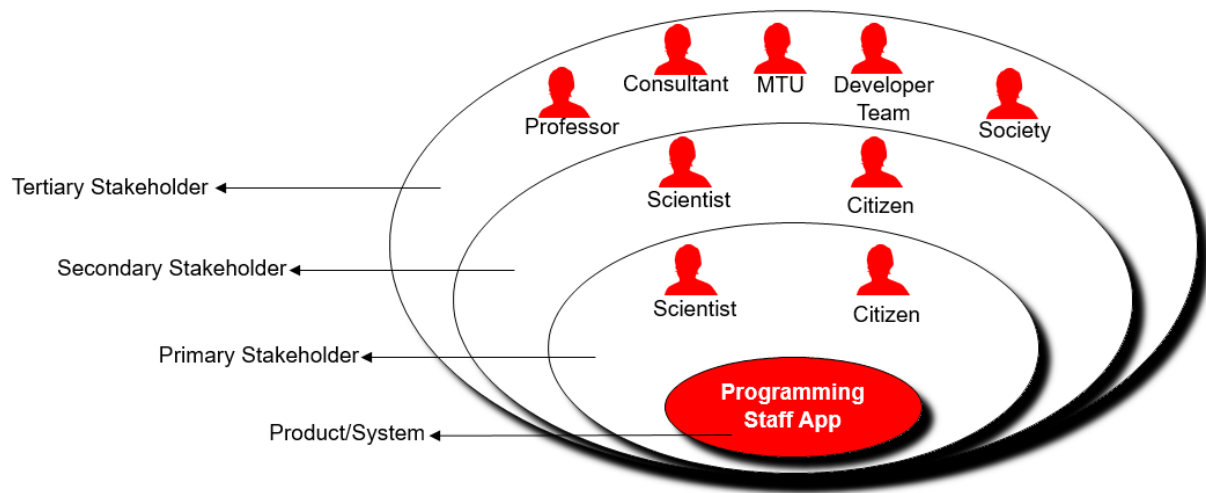 Consultant
MTU
Developer
Team
Professor
Society
Tertiary Stakeholder
Scientist
Citizen
Secondary Stakeholder
Scientist
Citizen
Primary Stakeholder
Programming
Staff App
Product/System